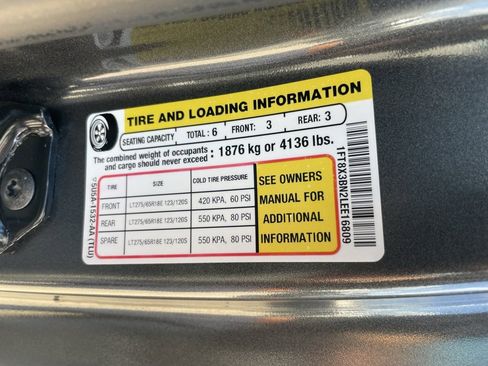 TIRE AND LOADING INFORMATION
SEATING CAPACITY TOTAL : 6 FRONT: 3 REAR: 3
The combined weight of occupants
and cargo should never exceed : 1876 kg or 4136 lbs.
TIRE SIZE COLD TIRE PRESSURE
FRONT LT275/65R18E 123/120S 420 KPA, 60 PSI
REAR LT275/65R18E 123/120S 550 KPA, 80 PSI
SPARE LT275/65R18E 123/120S 550 KPA, 80 PSI
SEE OWNERS
MANUAL FOR
ADDITIONAL
INFORMATION
1FT8X3BN2LEE16809